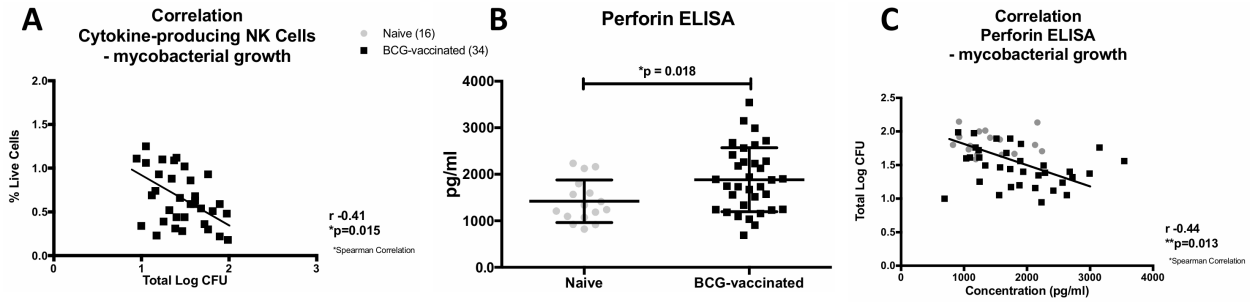 A
Correlation
Cytokine-producing NK Cells
- mycobacterial growth
Naive (16)
BCG-vaccinated (34)
% Live Cells
2.0
1.5
1.0
0.5
0.0
0
1
2
3
Total Log CFU
r -0.41
*p=0.015
*Spearman Correlation
B
Perforin ELISA
*p = 0.018
pg/ml
4000
3000
2000
1000
0.0
Naive
BCG-vaccinated
C
Correlation
Perforin ELISA
- mycobacterial growth
Total Log CFU
2.5
2.0
1.5
1.0
0.5
0.0
0
1000
2000
3000
4000
Concentration (pg/ml)
r -0.44
**p=0.013
*Spearman Correlation